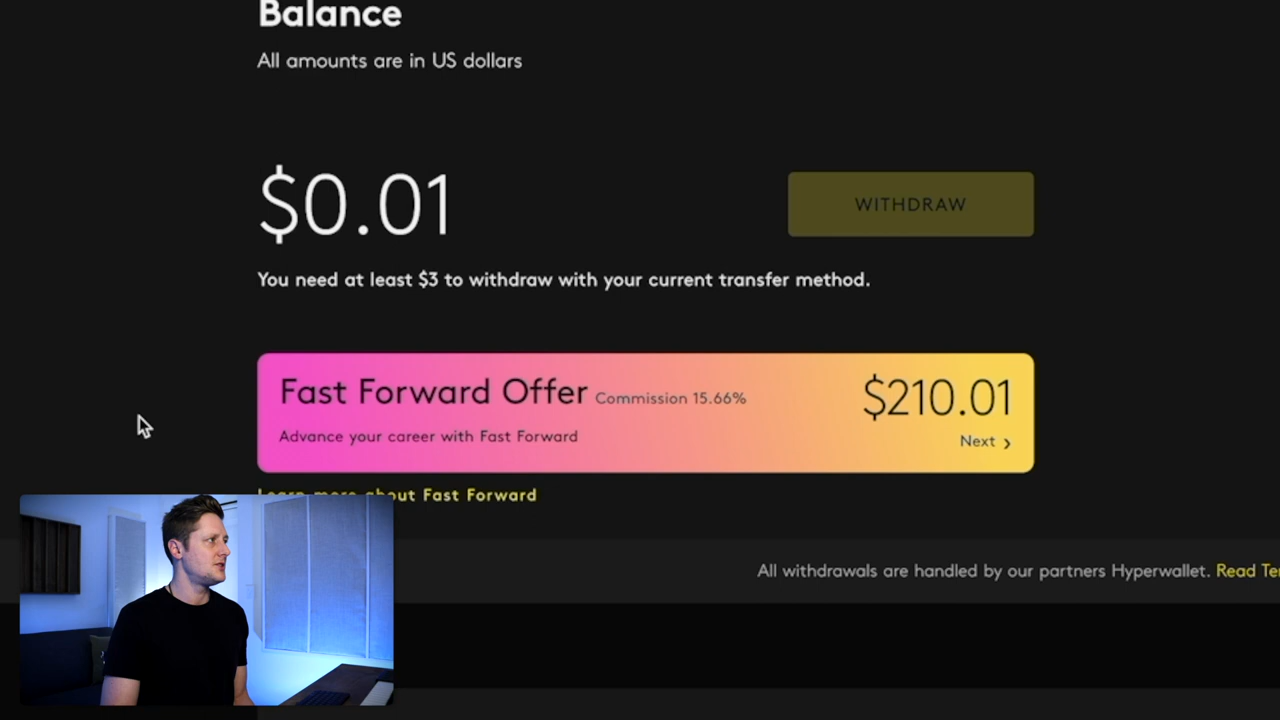 Balance
All amounts are in US dollars
$0.01
WITHDRAW
You need at least $3 to withdraw with your current transfer method.
Fast Forward Offer Commission 15.66%
$210.01
Advance your career with Fast Forward
Next ›
Learn more about Fast Forward
All withdrawals are handled by our partners Hyperwallet. Read